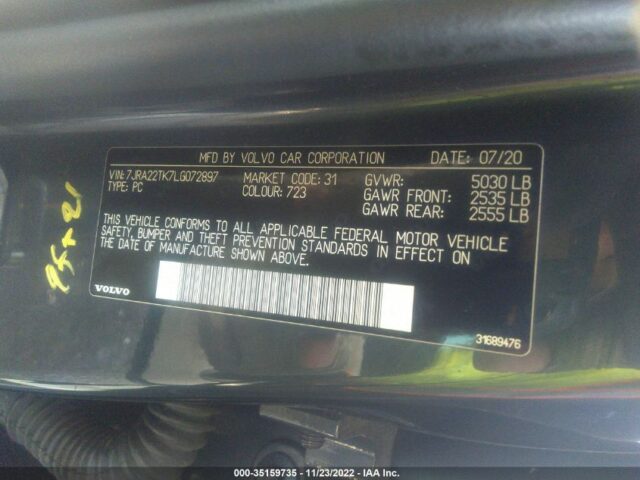 MFD BY VOLVO CAR CORPORATION DATE: 07/20
VIN: 7JRA22TK7LG072897 MARKET CODE: 31 GVWR: 5030 LB
TYPE: PC COLOUR: 723 GAWR FRONT: 2535 LB
GAWR REAR: 2555 LB
THIS VEHICLE CONFORMS TO ALL APPLICABLE FEDERAL MOTOR VEHICLE
SAFETY, BUMPER AND THEFT PREVENTION STANDARDS IN EFFECT ON
THE DATE OF MANUFACTURE SHOWN ABOVE.
VOLVO
31689476
000-35159735 - 11/23/2022 - IAA Inc.